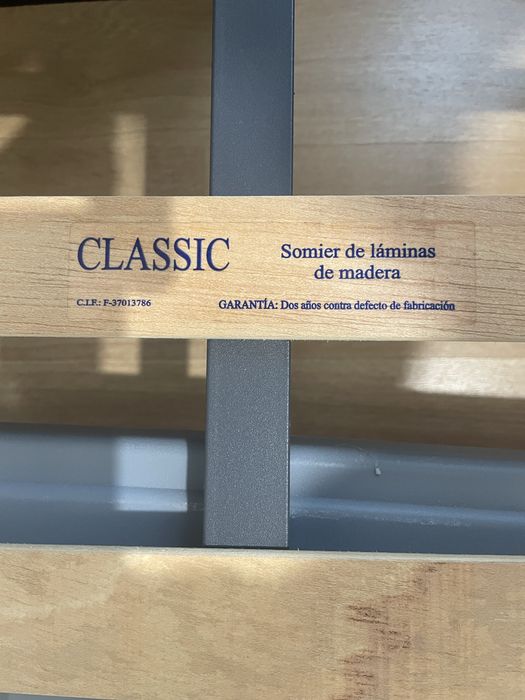 CLASSIC
Somier de láminas
de madera
C.I.F.: F-37013786
GARANTÍA: Dos años contra defecto de fabricación